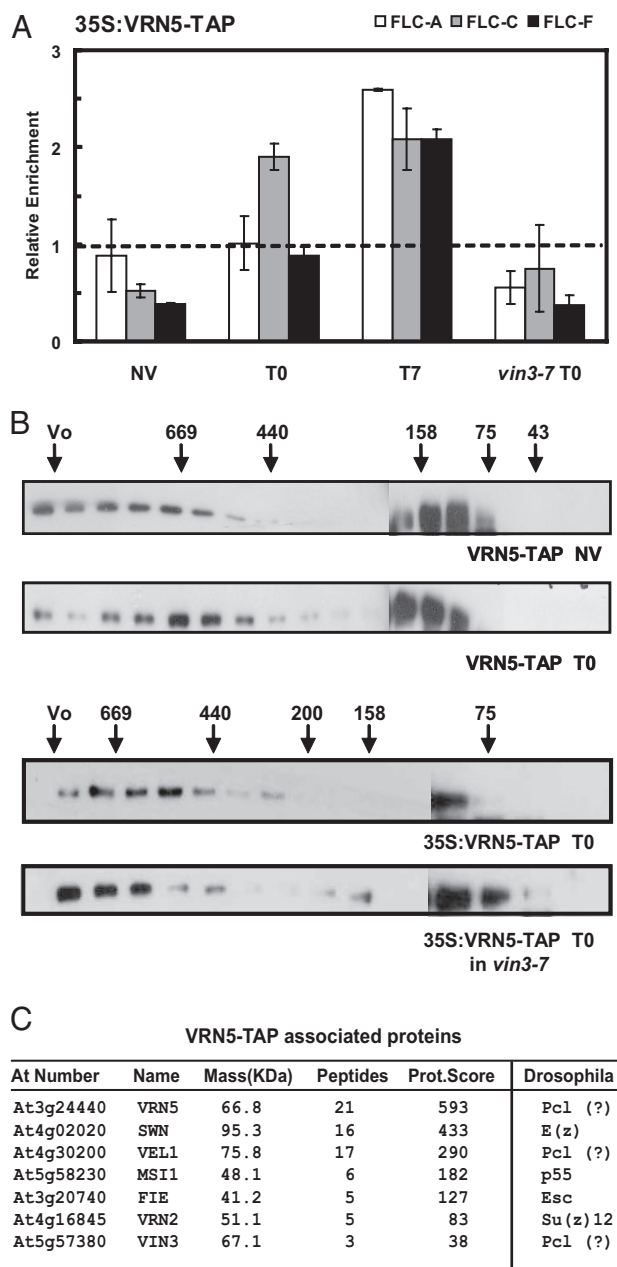 A
35S:VRN5-TAP
FLC-A FLC-C FLC-F
Relative Enrichment
3
2
1
0
NV T0 T7 vin3-7 T0
B
Vo 669 440 158 75 43
VRN5-TAP NV
VRN5-TAP T0
Vo 669 440 200 158 75
35S:VRN5-TAP T0
35S:VRN5-TAP T0
in vin3-7
C
VRN5-TAP associated proteins
At Number Name Mass(KDa) Peptides Prot.Score Drosophila
At3g24440 VRN5 66.8 21 593 Pcl (?)
At4g02020 SWN 95.3 16 433 E(z)
At4g30200 VEL1 75.8 17 290 Pcl (?)
At5g58230 MSI1 48.1 6 182 p55
At3g20740 FIE 41.2 5 127 Esc
At4g16845 VRN2 51.1 5 83 Su(z)12
At5g57380 VIN3 67.1 3 38 Pcl (?)